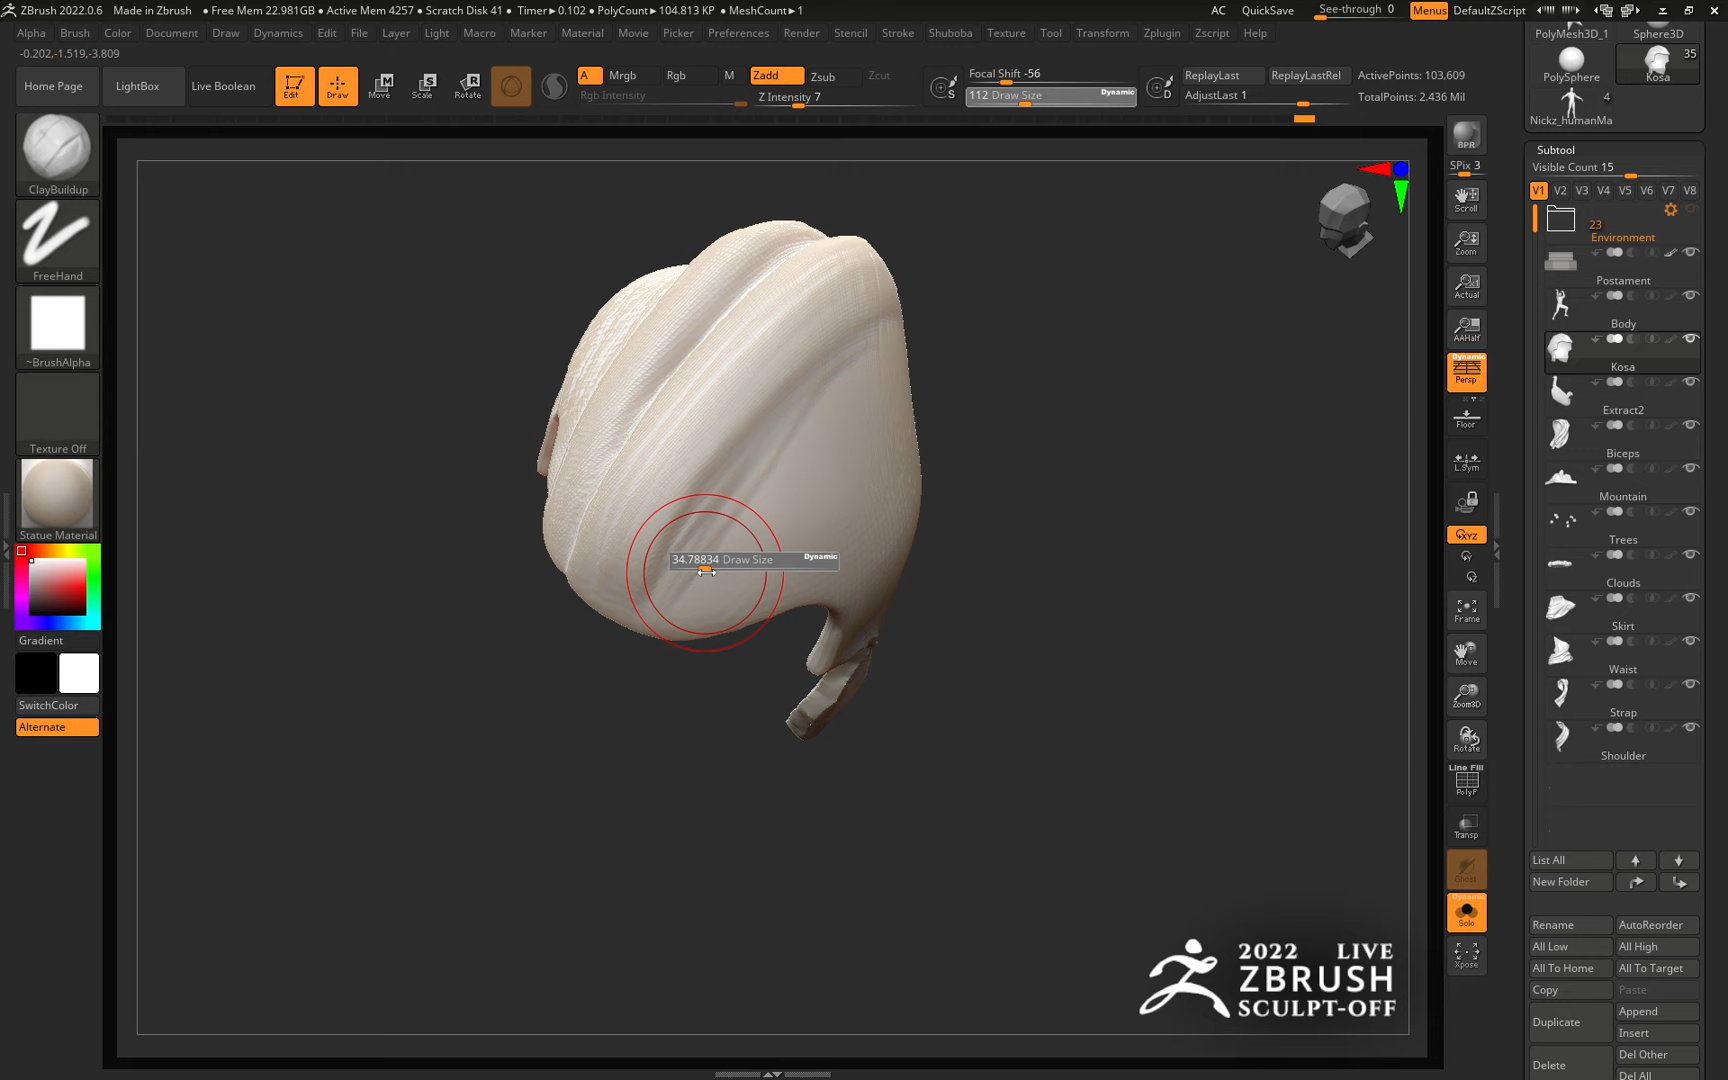 ZBrush 2022.0.6 Made in Zbrush • Free Mem 22.981GB • Active Mem 4257 • Scratch Disk 41 • Timer▸0.102 • PolyCount▸104.813 KP • MeshCount▸1 AC QuickSave See-through 0 Menus DefaultZScript
Alpha Brush Color Document Draw Dynamics Edit File Layer Light Macro Marker Material Movie Picker Preferences Render Shuboba Stencil Stroke Texture Tool Transform Zplugin Zscript Help
-0.202,-1.519,-3.809
Home Page LightBox Live Boolean Edit Draw Move Scale Rotate
A Mrgb Rgb M Zadd Zsub Zcut
Rgb Intensity Z Intensity 7
S Focal Shift -56
112 Draw Size Dynamic
D ReplayLast ReplayLastRel ActivePoints: 103,609
AdjustLast 1 TotalPoints: 2.436 Mil
ClayBuildup
FreeHand
~BrushAlpha
Texture Off
Statue Material
Gradient
SwitchColor
Alternate
34.78834 Draw Size Dynamic
2022 LIVE
ZBRUSH
SCULPT-OFF
BPR
SPix 3
Scroll
Zoom
Actual
AAHalf
Dynamic
Persp
Floor
L.Sym
XYZ
Y
Z
Frame
Move
Zoom3D
Rotate
Line Fill
PolyF
Transp
Ghost
Dynamic
Solo
Xpose
PolyMesh3D_1 Sphere3D
35
PolySphere Kosa
4
Nickz_humanMa
Subtool
Visible Count 15
V1 V2 V3 V4 V5 V6 V7 V8
23
Environment
Postament
Body
Kosa
Extract2
Biceps
Mountain
Trees
Clouds
Skirt
Waist
Strap
Shoulder
List All
New Folder
Rename AutoReorder
All Low All High
All To Home All To Target
Copy Paste
Duplicate Append
Insert
Delete Del Other
Del All